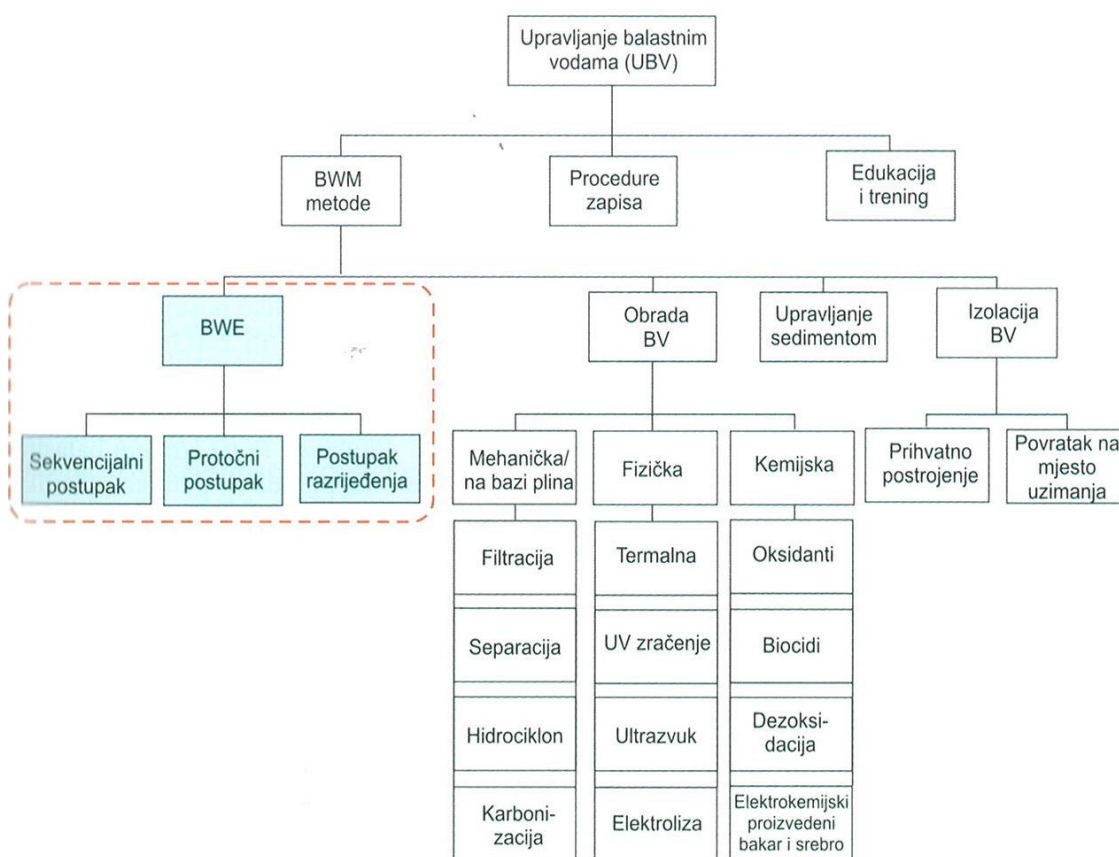 Upravljanje balastnim
vodama (UBV)
BWM
metode
Procedure
zapisa
Edukacija
i trening
BWE
Obrada
BV
Upravljanje
sedimentom
Izolacija
BV
Sekvencijalni
postupak
Protočni
postupak
Postupak
razrijeđenja
Mehanička/
na bazi plina
Fizička
Kemijska
Prihvatno
postrojenje
Povratak na
mjesto
uzimanja
Filtracija
Termalna
Oksidanti
Separacija
UV zračenje
Biocidi
Hidrociklon
Ultrazvuk
Dezoksi-
dacija
Karboni-
zacija
Elektroliza
Elektrokemijski
proizvedeni
bakar i srebro